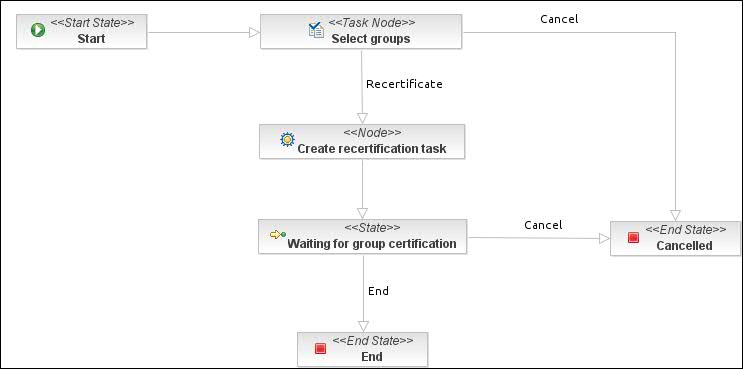 <<Start State>>
Start
<<Task Node>>
Select groups
Cancel
Recertificate
<<Node>>
Create recertification task
<<State>>
Waiting for group certification
Cancel
<<End State>>
Cancelled
End
<<End State>>
End